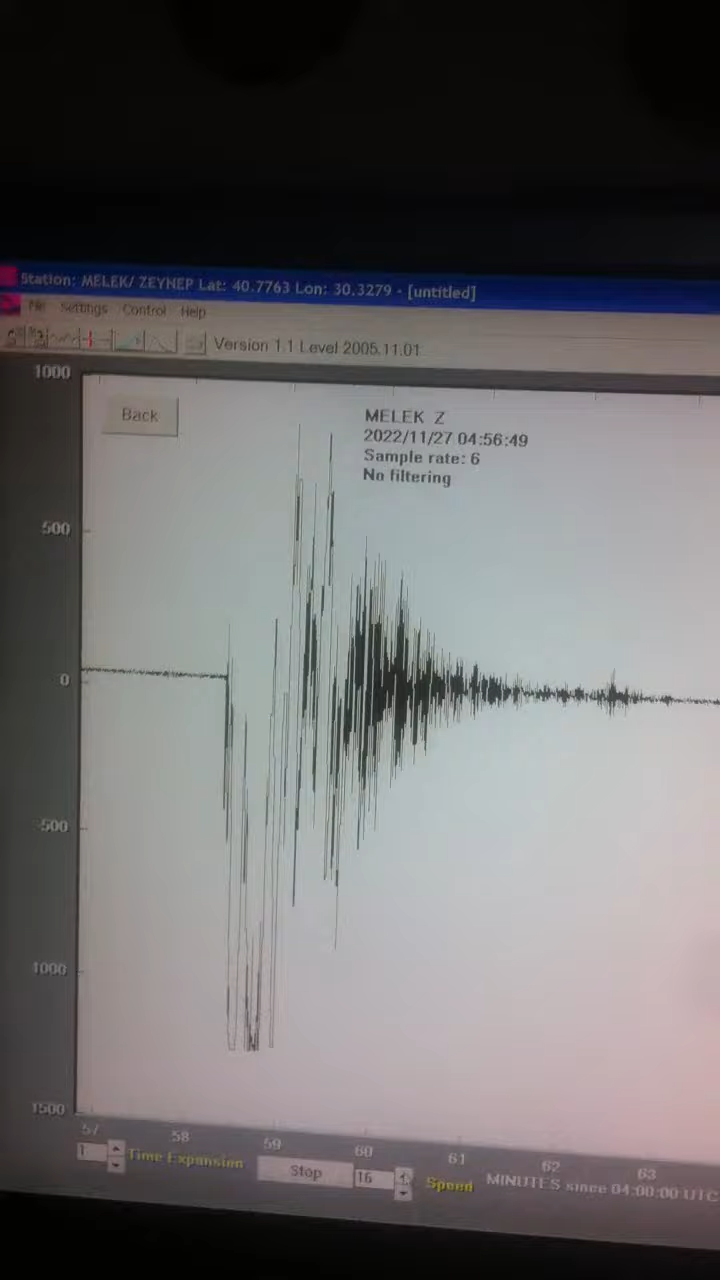 Station: MELEK/ ZEYNEP Lat: 40.7763 Lon: 30.3279 - [untitled]
File Settings Control Help
Version 1.1 Level 2005.11.01
1000
Back
MELEK Z
2022/11/27 04:56:49
Sample rate: 6
No filtering
500
0
-500
1000
1500
57 58 59 60 61 62 63
1 Time Expansion Stop 16 Speed MINUTES since 04:00:00 UTC